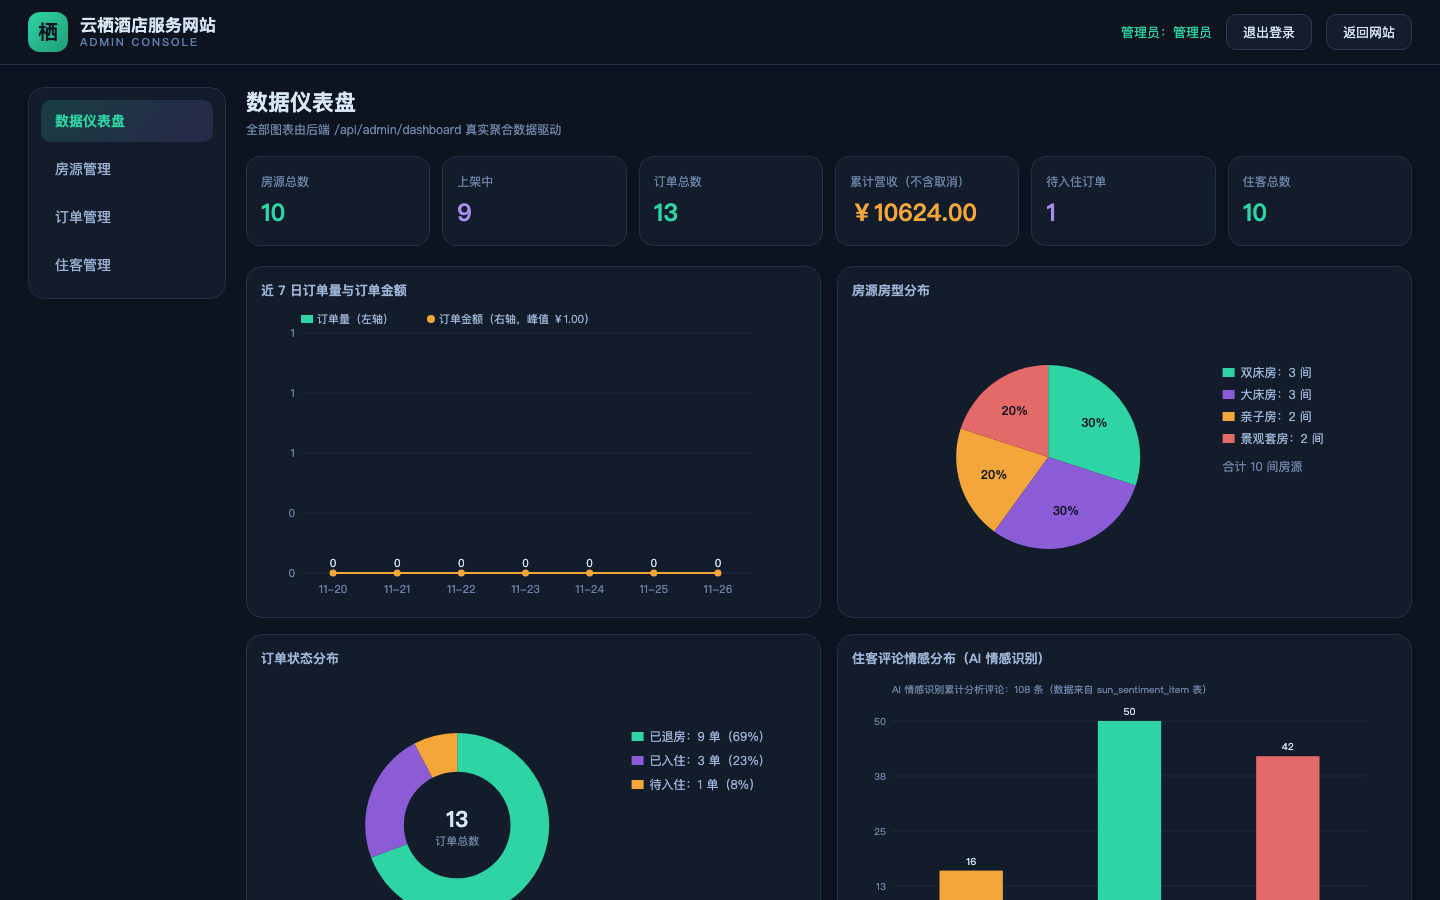 栖
云栖酒店服务网站
ADMIN CONSOLE
管理员：管理员
退出登录
返回网站
数据仪表盘
房源管理
订单管理
住客管理
数据仪表盘
全部图表由后端 /api/admin/dashboard 真实聚合数据驱动
房源总数
10
上架中
9
订单总数
13
累计营收（不含取消）
￥10624.00
待入住订单
1
住客总数
10
近 7 日订单量与订单金额
订单量（左轴）
订单金额（右轴，峰值 ￥1.00）
1
1
1
0
0
0 0 0 0 0 0 0
11-20 11-21 11-22 11-23 11-24 11-25 11-26
房源房型分布
20%
30%
20%
30%
双床房：3 间
大床房：3 间
亲子房：2 间
景观套房：2 间
合计 10 间房源
订单状态分布
13
订单总数
已退房：9 单（69%）
已入住：3 单（23%）
待入住：1 单（8%）
住客评论情感分布（AI 情感识别）
AI 情感识别累计分析评论：108 条（数据来自 sun_sentiment_item 表）
50
38
25
13
16
50
42